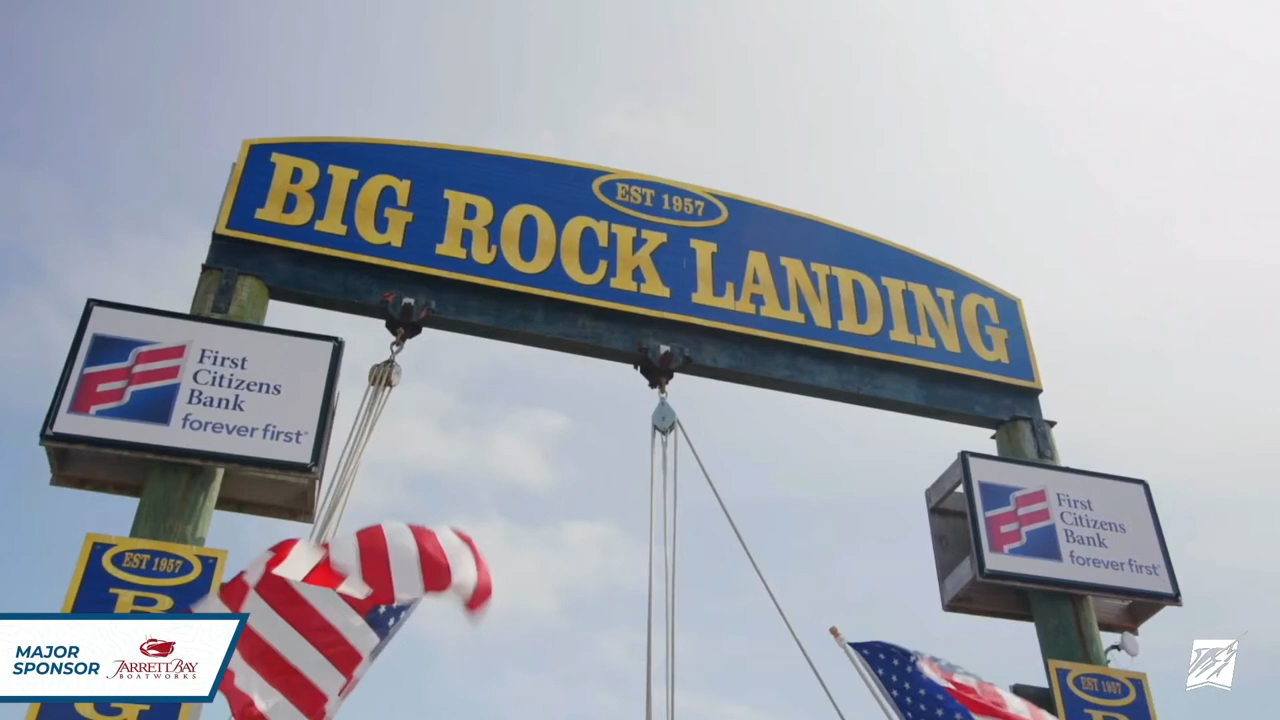 EST 1957
BIG ROCK LANDING
First
Citizens
Bank
forever first
First
Citizens
Bank
forever first
EST 1957
B
G
EST 1957
MAJOR
SPONSOR
JARRETT BAY
BOATWORKS